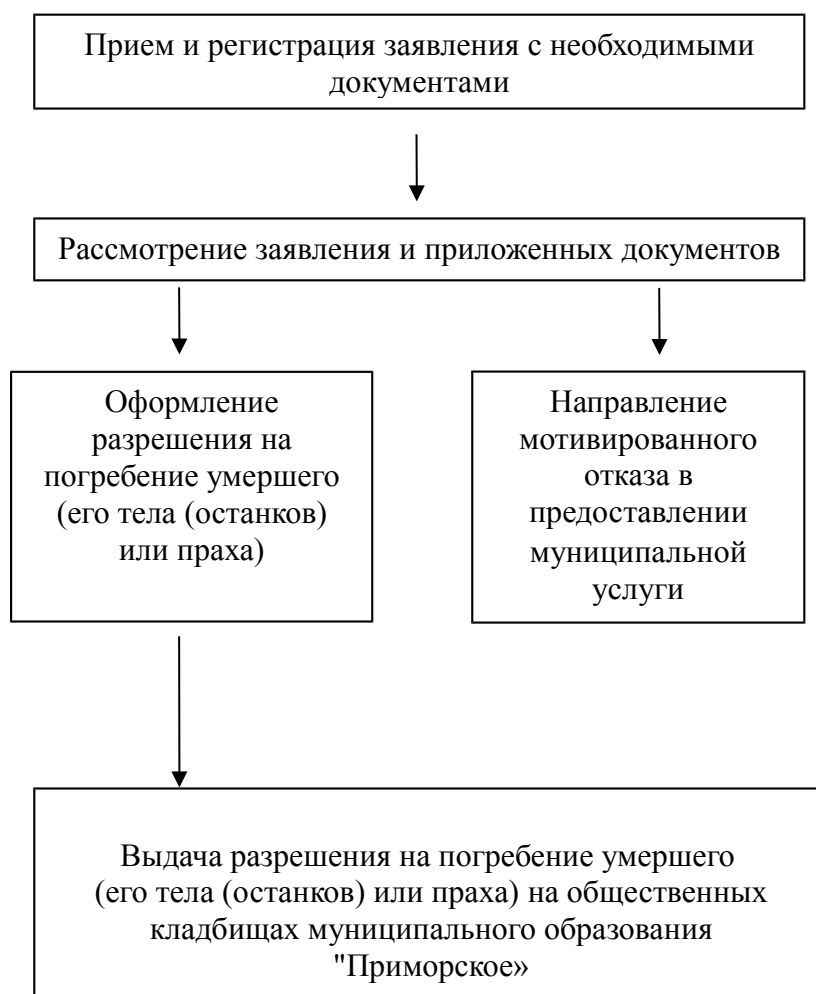 Прием и регистрация заявления с необходимыми
документами
Рассмотрение заявления и приложенных документов
Оформление
разрешения на
погребение умершего
(его тела (останков)
или праха)
Направление
мотивированного
отказа в
предоставлении
муниципальной
услуги
Выдача разрешения на погребение умершего
(его тела (останков) или праха) на общественных
кладбищах муниципального образования
"Приморское»